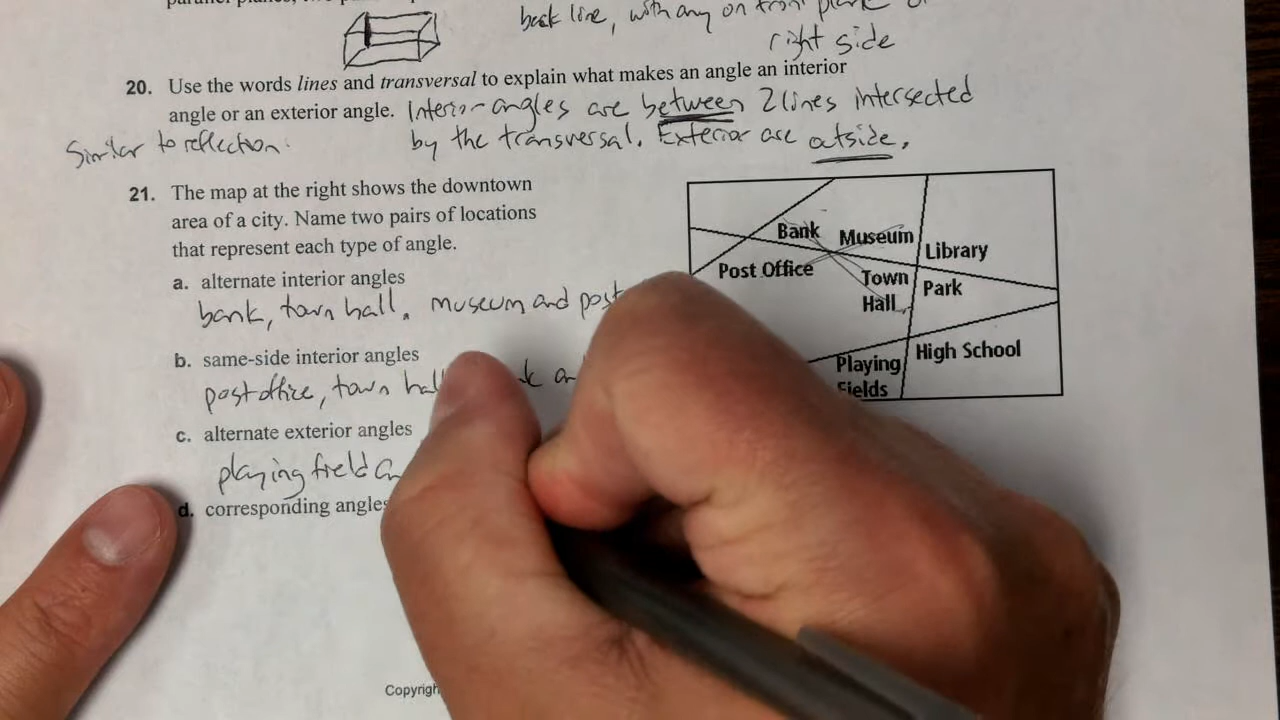 back line, with any on front plane
right side
20. Use the words lines and transversal to explain what makes an angle an interior
angle or an exterior angle. Interior angles are between 2 lines intersected
Similar to reflection: by the transversal. Exterior are outside.
21. The map at the right shows the downtown
area of a city. Name two pairs of locations
that represent each type of angle.
a. alternate interior angles
bank, town hall. museum and post
b. same-side interior angles
post office, town hall
c. alternate exterior angles
playing field
d. corresponding angles
Bank
Museum
Library
Post Office
Town
Hall
Park
Playing
Fields
High School